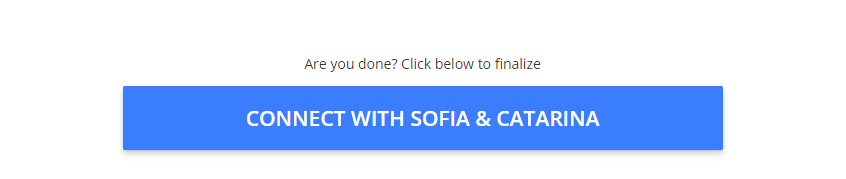 Are you done? Click below to finalize
CONNECT WITH SOFIA & CATARINA